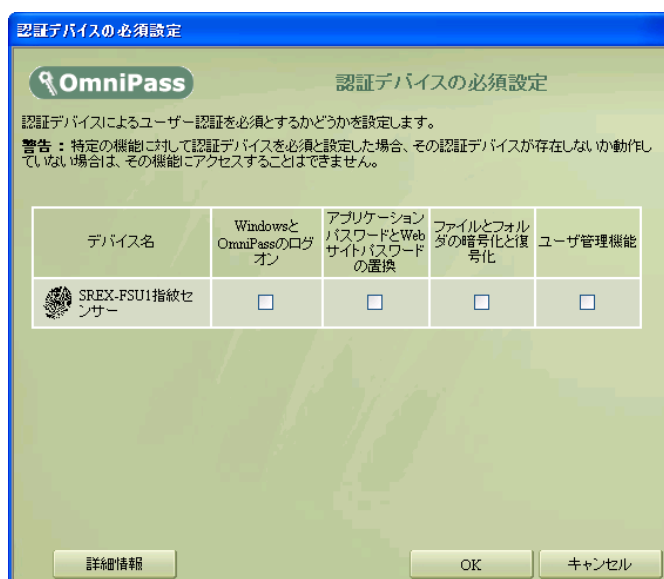 認証デバイスの必須設定
OmniPass
認証デバイスの必須設定
認証デバイスによるユーザー認証を必須とするかどうかを設定します。
警告：特定の機能に対して認証デバイスを必須と設定した場合、その認証デバイスが存在しないか動作し
ていない場合は、その機能にアクセスすることはできません。
デバイス名
Windowsと
OmniPassのログ
オン
アプリケーション
パスワードとWeb
サイトパスワード
の置換
ファイルとフォル
ダの暗号化と復
号化
ユーザ管理機能
SREX-FSU1指紋セ
ンサー
詳細情報
OK
キャンセル